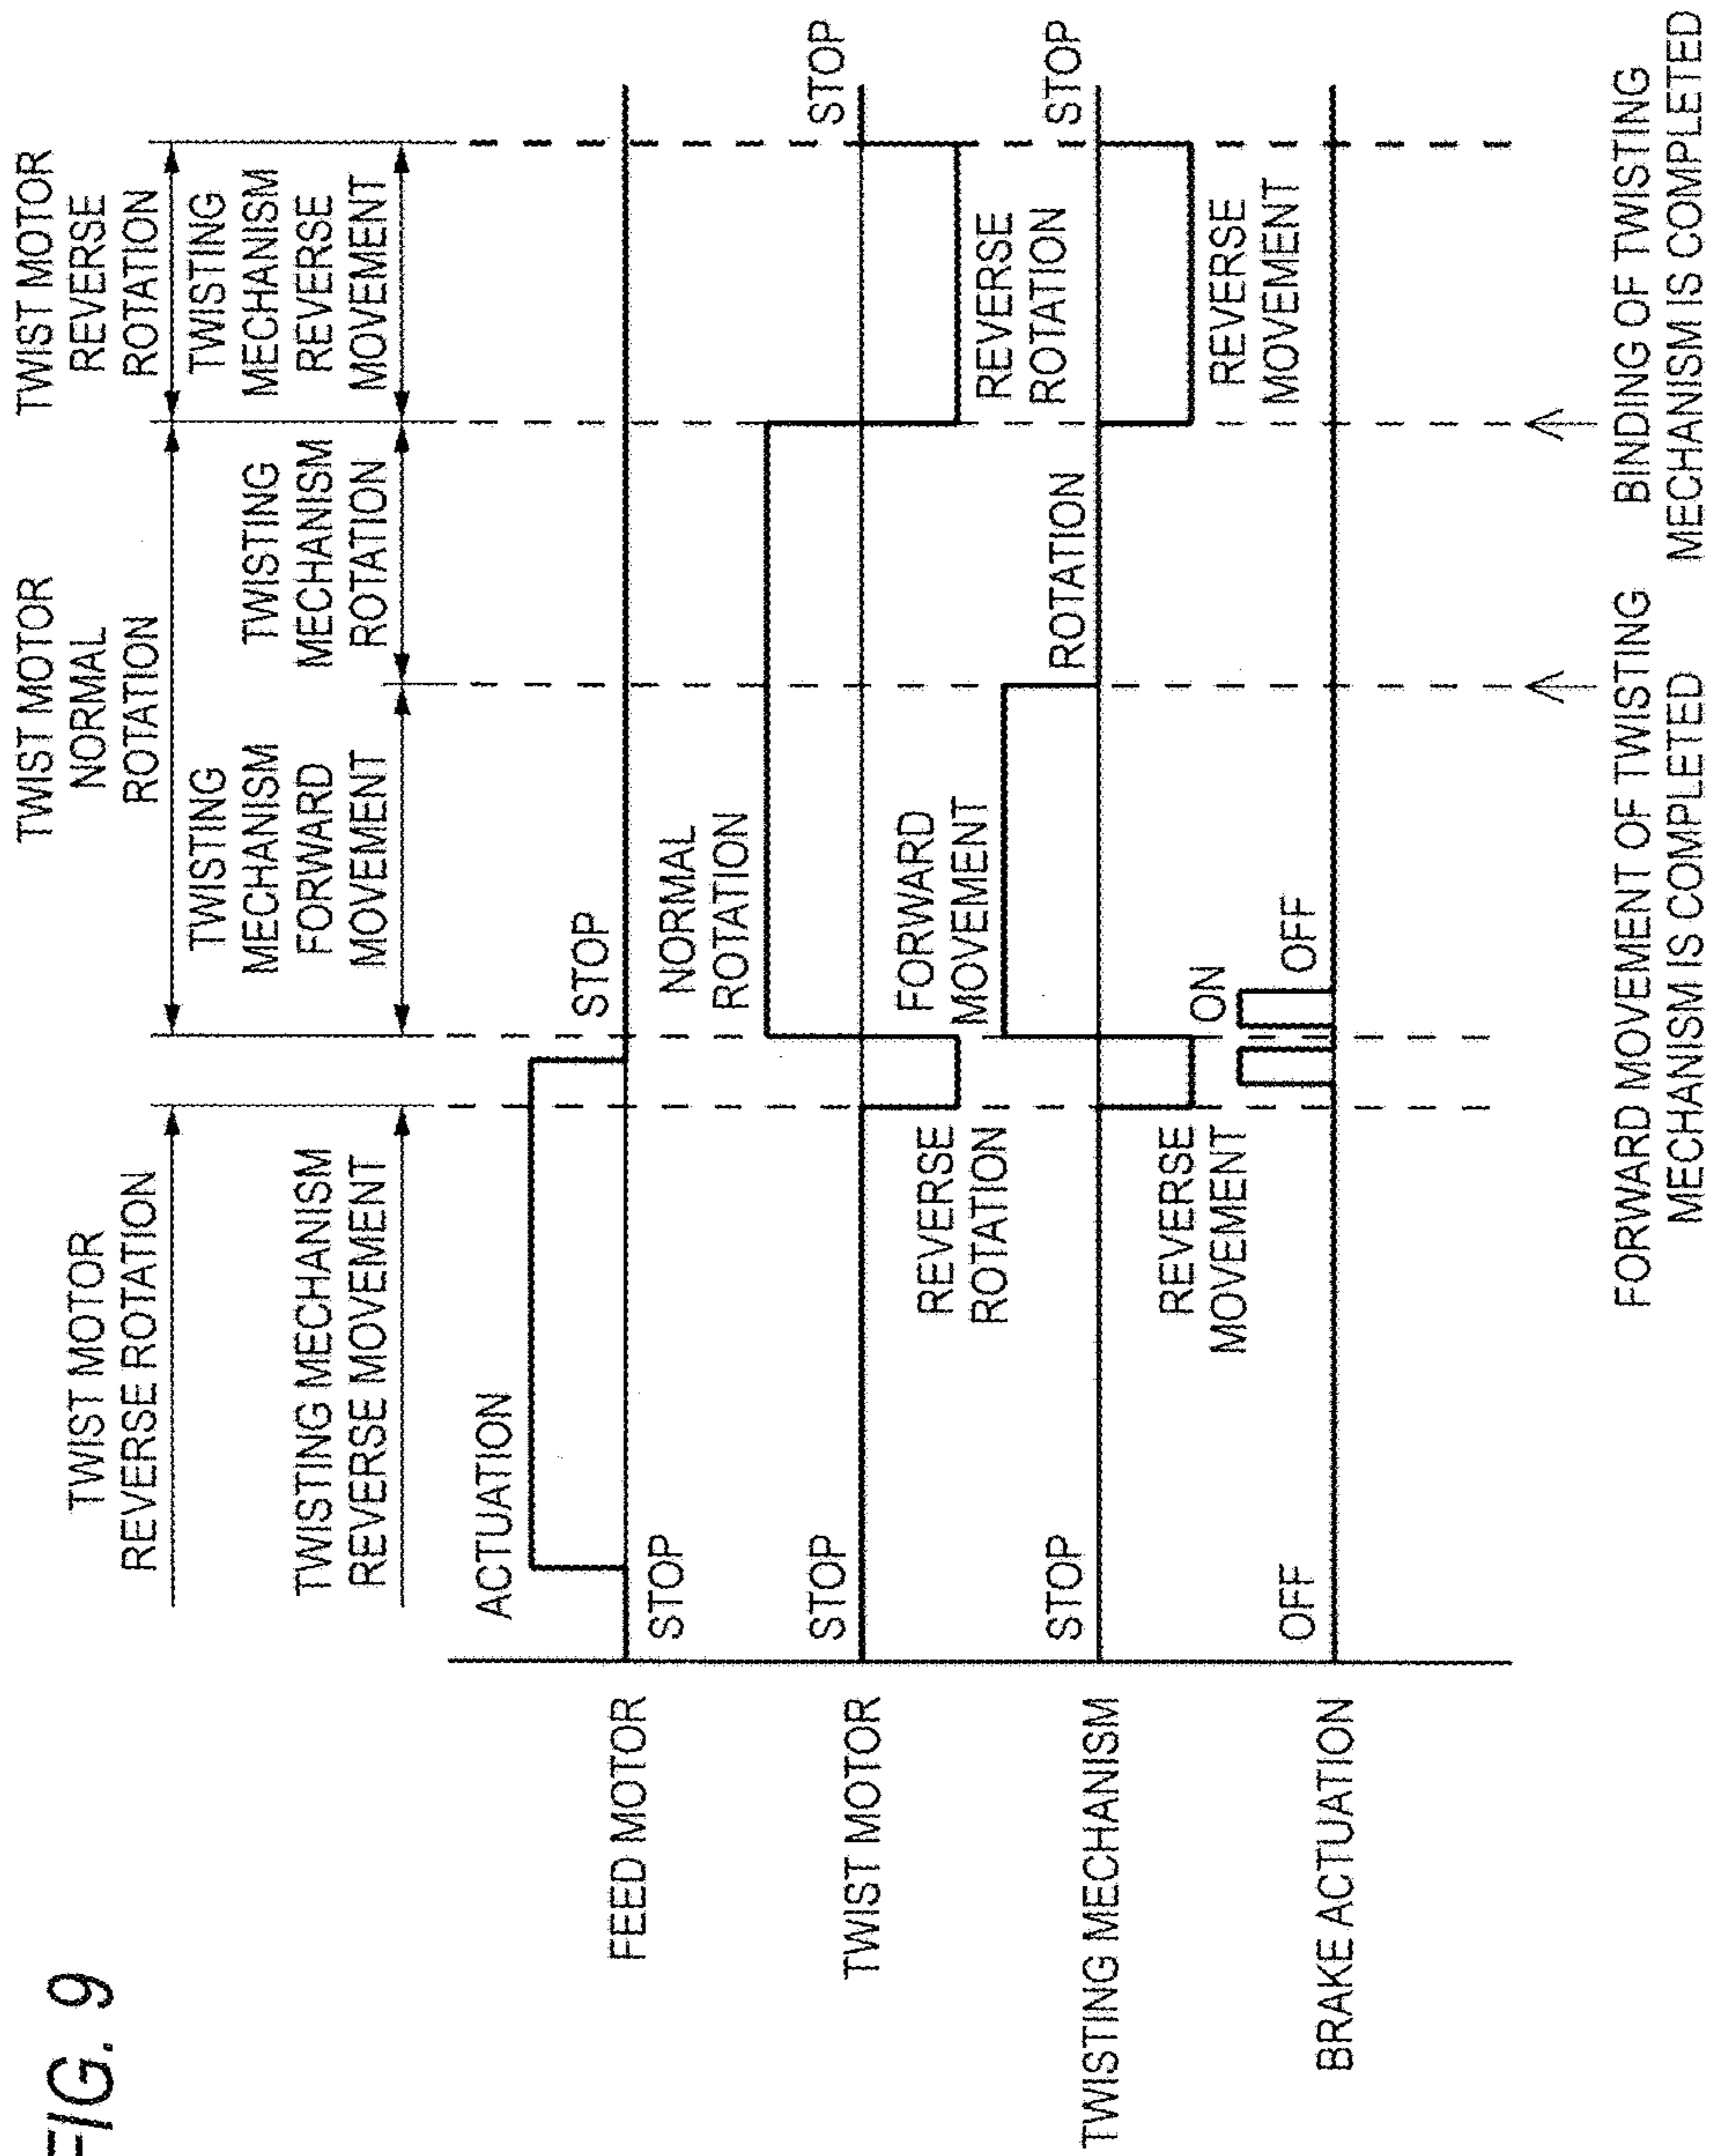 FIG. 9
TWIST MOTOR
REVERSE ROTATION
TWIST MOTOR
NORMAL
ROTATION
TWIST MOTOR
REVERSE
ROTATION
TWISTING MECHANISM
REVERSE MOVEMENT
TWISTING
MECHANISM
FORWARD
MOVEMENT
TWISTING
MECHANISM
ROTATION
TWISTING
MECHANISM
REVERSE
MOVEMENT
FEED MOTOR
STOP
ACTUATION
STOP
TWIST MOTOR
STOP
REVERSE
ROTATION
NORMAL
ROTATION
REVERSE
ROTATION
STOP
TWISTING MECHANISM
STOP
REVERSE
MOVEMENT
FORWARD
MOVEMENT
ROTATION
REVERSE
MOVEMENT
STOP
BRAKE ACTUATION
OFF
ON
OFF
FORWARD MOVEMENT OF TWISTING
MECHANISM IS COMPLETED
BINDING OF TWISTING
MECHANISM IS COMPLETED